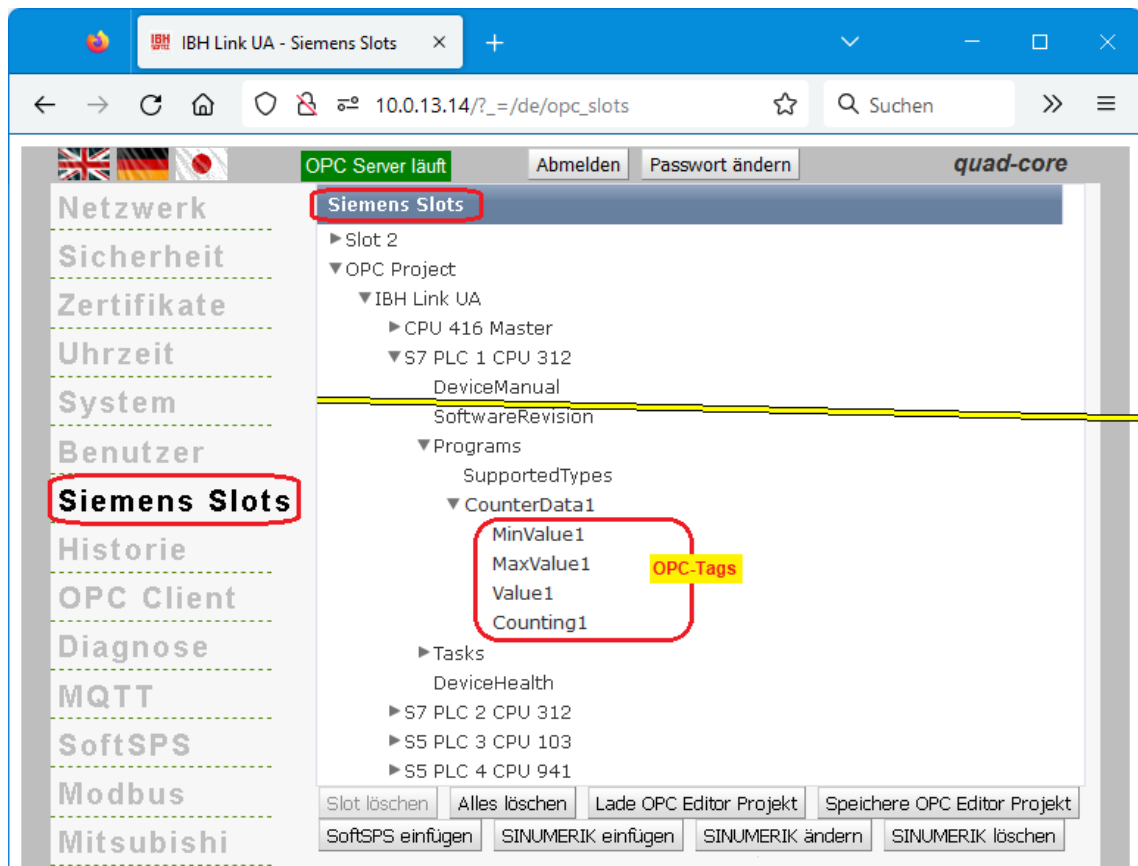 IBH Link UA - Siemens Slots
10.0.13.14/?_=/de/opc_slots
Suchen
OPC Server läuft
Abmelden
Passwort ändern
quad-core
Netzwerk
Sicherheit
Zertifikate
Uhrzeit
System
Benutzer
Siemens Slots
Historie
OPC Client
Diagnose
MQTT
SoftSPS
Modbus
Mitsubishi
Siemens Slots
Slot 2
OPC Project
IBH Link UA
CPU 416 Master
S7 PLC 1 CPU 312
DeviceManual
SoftwareRevision
Programs
SupportedTypes
CounterData1
MinValue1
MaxValue1
OPC-Tags
Value1
Counting1
Tasks
DeviceHealth
S7 PLC 2 CPU 312
S5 PLC 3 CPU 103
S5 PLC 4 CPU 941
Slot löschen
Alles löschen
Lade OPC Editor Projekt
Speichere OPC Editor Projekt
SoftSPS einfügen
SINUMERIK einfügen
SINUMERIK ändern
SINUMERIK löschen